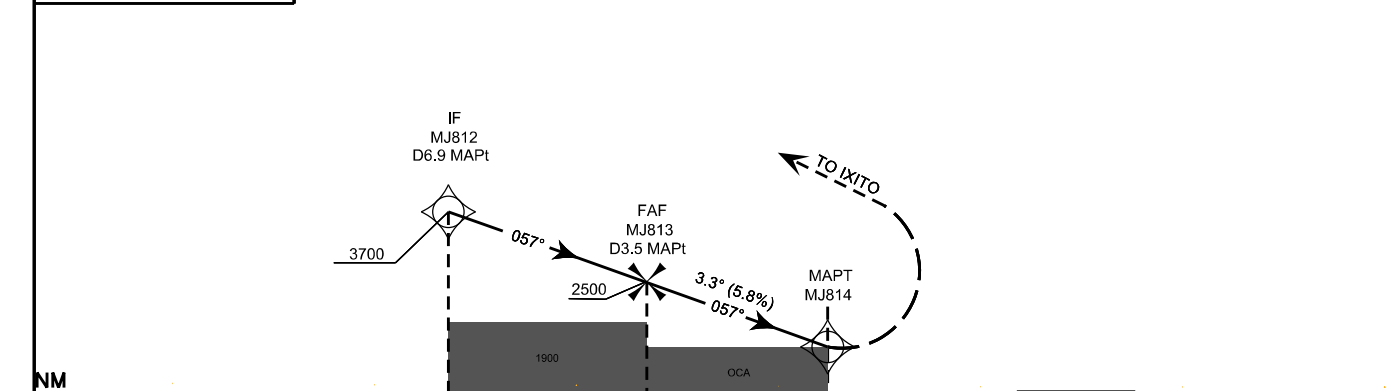 IF
MJ812
D6.9 MAPt
3700
057°
FAF
MJ813
D3.5 MAPt
2500
3.3° (5.8%)
057°
MAPT
MJ814
TO IXITO
1900
OCA
NM